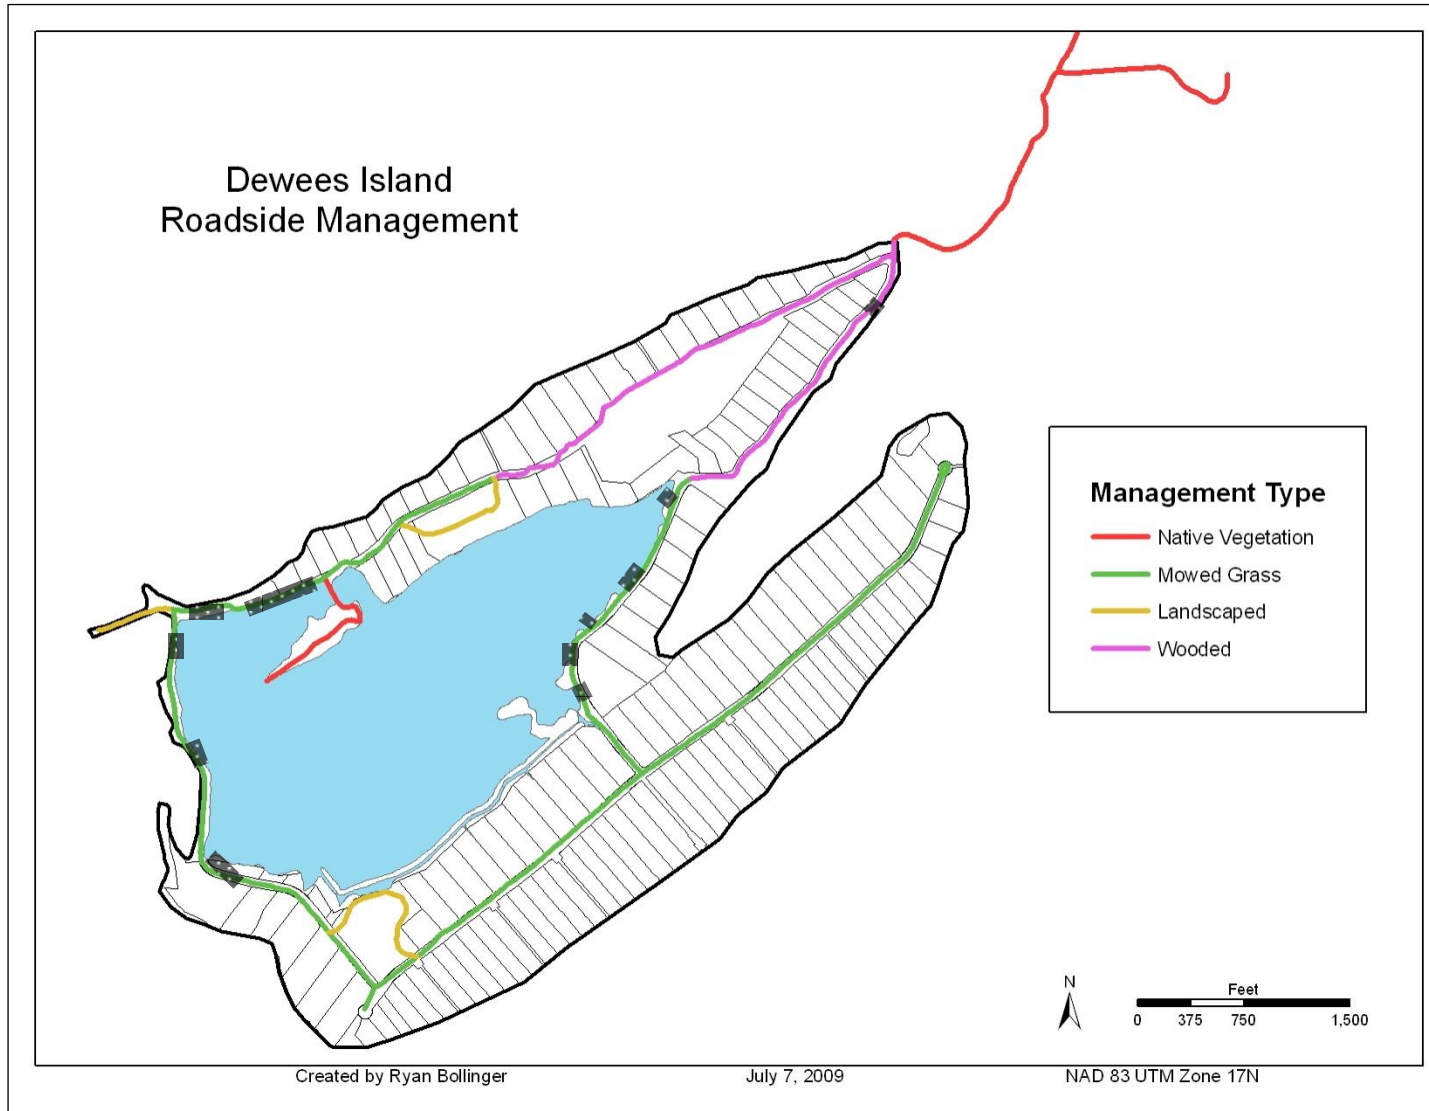 Dewees Island
Roadside Management
Management Type
Native Vegetation
Mowed Grass
Landscaped
Wooded
N
Feet
0 375 750 1,500
Created by Ryan Bollinger July 7, 2009 NAD 83 UTM Zone 17N